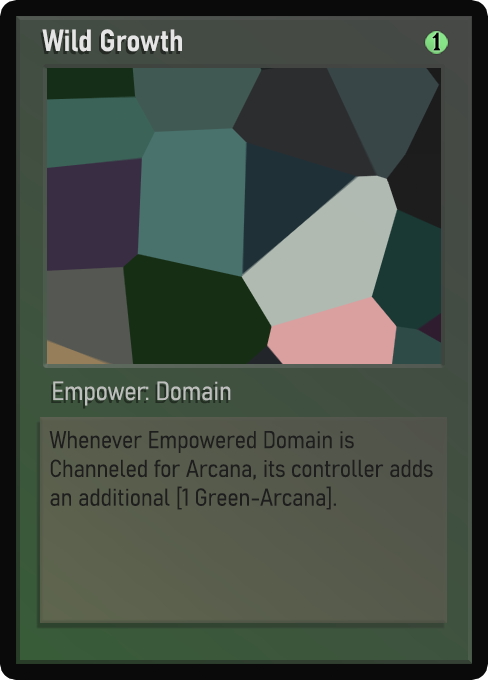 Wild Growth
1
Empower: Domain
Whenever Empowered Domain is
Channeled for Arcana, its controller adds
an additional [1 Green-Arcana].